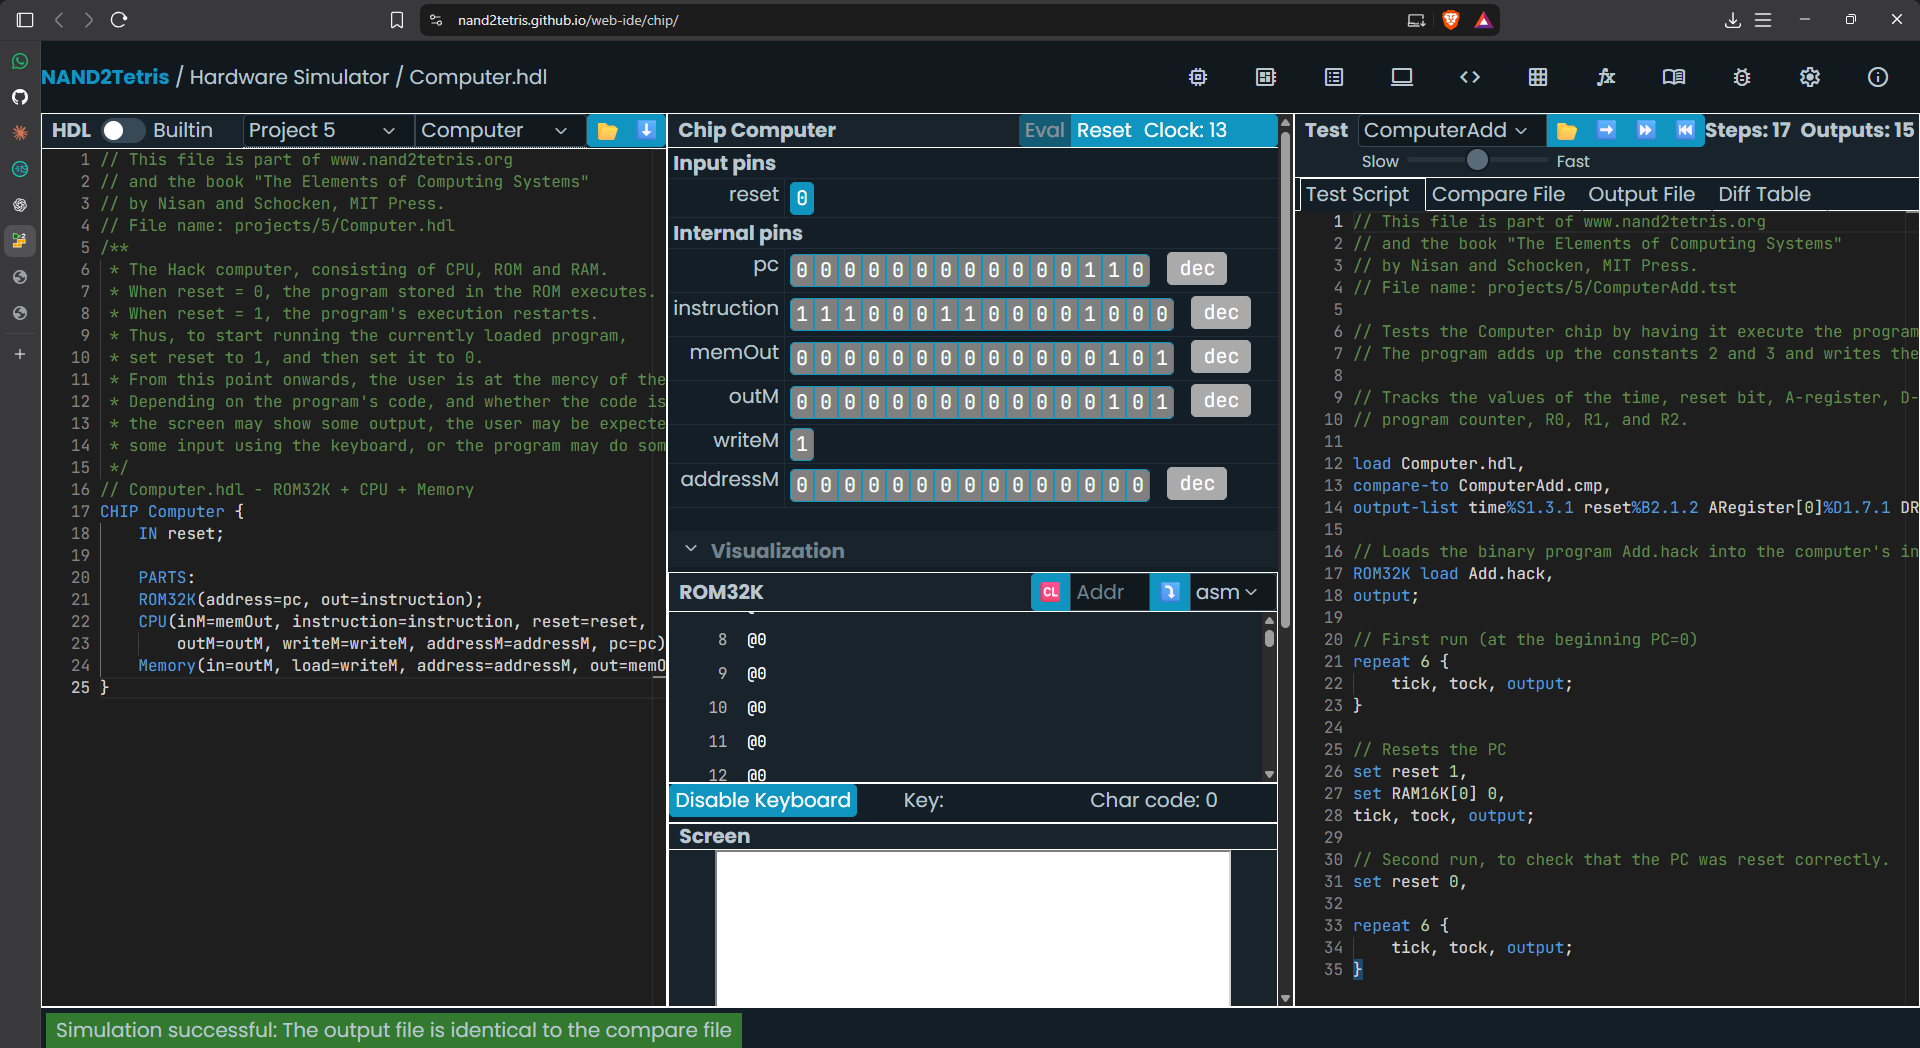 nand2tetris.github.io/web-ide/chip/
NAND2Tetris / Hardware Simulator / Computer.hdl
HDL Builtin Project 5 Computer
1 // This file is part of www.nand2tetris.org
2 // and the book "The Elements of Computing Systems"
3 // by Nisan and Schocken, MIT Press.
4 // File name: projects/5/Computer.hdl
5 /**
6 * The Hack computer, consisting of CPU, ROM and RAM.
7 * When reset = 0, the program stored in the ROM executes.
8 * When reset = 1, the program's execution restarts.
9 * Thus, to start running the currently loaded program,
10 * set reset to 1, and then set it to 0.
11 * From this point onwards, the user is at the mercy of the
12 * Depending on the program's code, and whether the code is
13 * the screen may show some output, the user may be expecte
14 * some input using the keyboard, or the program may do som
15 */
16 // Computer.hdl - ROM32K + CPU + Memory
17 CHIP Computer {
18 IN reset;
19
20 PARTS:
21 ROM32K(address=pc, out=instruction);
22 CPU(inM=memOut, instruction=instruction, reset=reset,
23 outM=outM, writeM=writeM, addressM=addressM, pc=pc)
24 Memory(in=outM, load=writeM, address=addressM, out=memO
25 }
Chip Computer Eval Reset Clock: 13
Input pins
reset 0
Internal pins
pc 0 0 0 0 0 0 0 0 0 0 0 0 1 1 0 dec
instruction 1 1 1 0 0 0 1 1 0 0 0 0 1 0 0 0 dec
memOut 0 0 0 0 0 0 0 0 0 0 0 0 0 1 0 1 dec
outM 0 0 0 0 0 0 0 0 0 0 0 0 0 1 0 1 dec
writeM 1
addressM 0 0 0 0 0 0 0 0 0 0 0 0 0 0 0 dec
Visualization
ROM32K CL Addr asm
8 @0
9 @0
10 @0
11 @0
12 @0
Disable Keyboard Key: Char code: 0
Screen
Test ComputerAdd Steps: 17 Outputs: 15
Slow Fast
Test Script Compare File Output File Diff Table
1 // This file is part of www.nand2tetris.org
2 // and the book "The Elements of Computing Systems"
3 // by Nisan and Schocken, MIT Press.
4 // File name: projects/5/ComputerAdd.tst
5
6 // Tests the Computer chip by having it execute the program
7 // The program adds up the constants 2 and 3 and writes the
8
9 // Tracks the values of the time, reset bit, A-register, D-
10 // program counter, R0, R1, and R2.
11
12 load Computer.hdl,
13 compare-to ComputerAdd.cmp,
14 output-list time%S1.3.1 reset%B2.1.2 ARegister[0]%D1.7.1 DR
15
16 // Loads the binary program Add.hack into the computer's in
17 ROM32K load Add.hack,
18 output;
19
20 // First run (at the beginning PC=0)
21 repeat 6 {
22 tick, tock, output;
23 }
24
25 // Resets the PC
26 set reset 1,
27 set RAM16K[0] 0,
28 tick, tock, output;
29
30 // Second run, to check that the PC was reset correctly.
31 set reset 0,
32
33 repeat 6 {
34 tick, tock, output;
35 }
Simulation successful: The output file is identical to the compare file